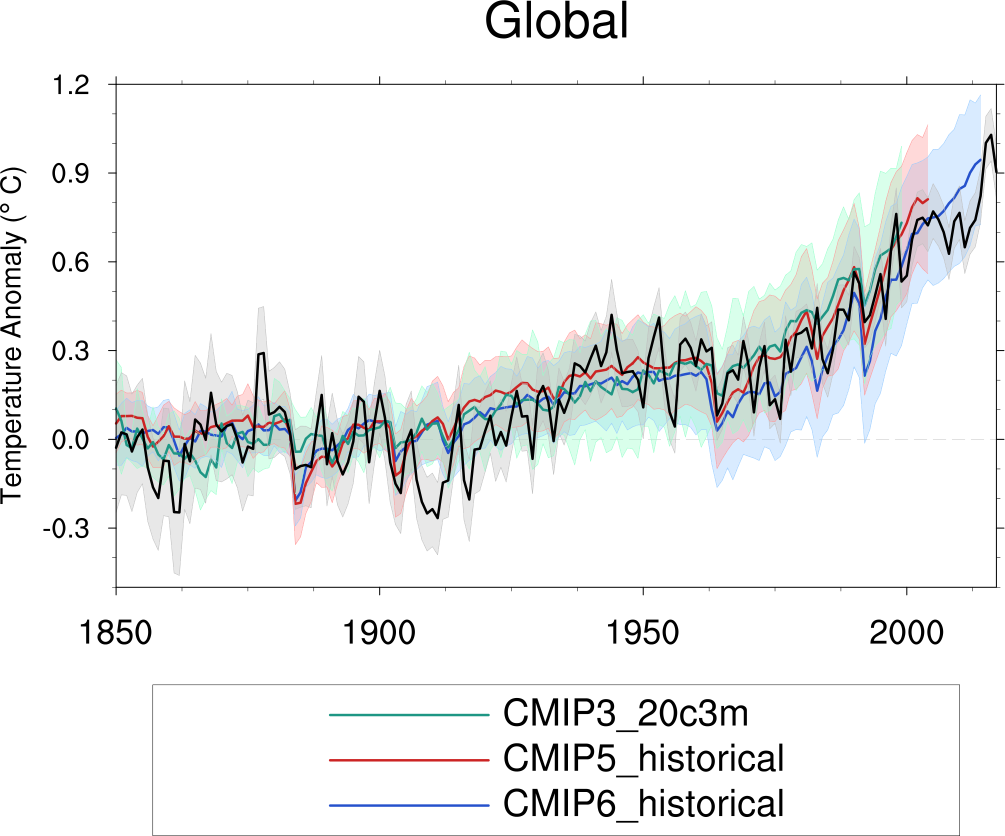 Global
Temperature Anomaly (° C)
1.2
0.9
0.6
0.3
0.0
-0.3
1850 1900 1950 2000
CMIP3_20c3m
CMIP5_historical
CMIP6_historical